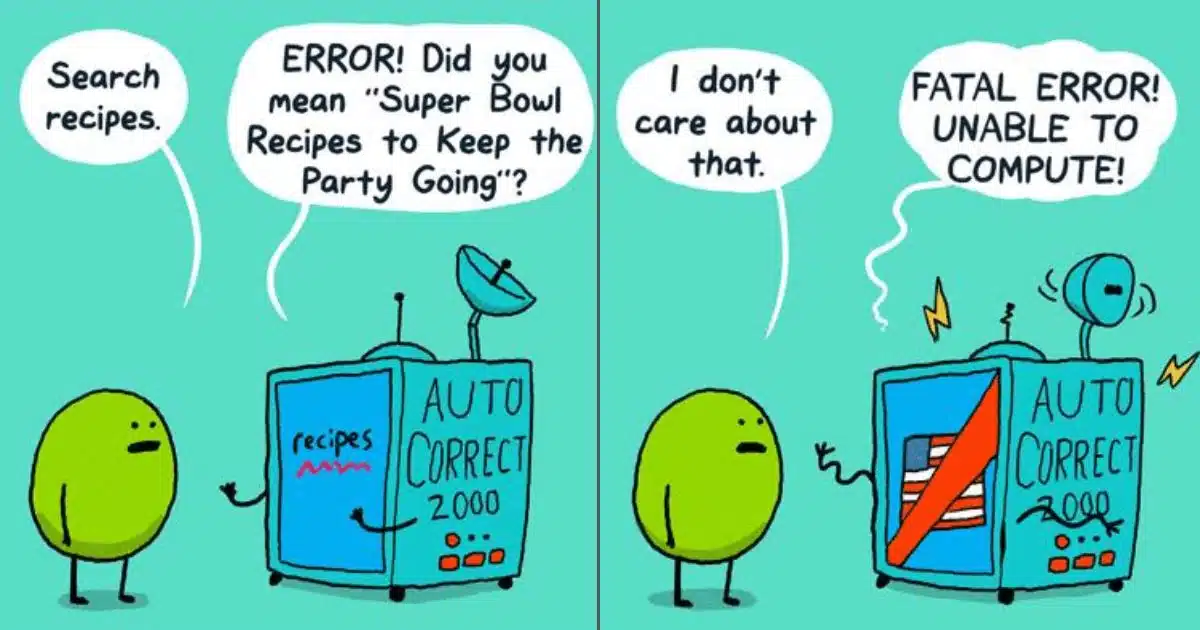 Search
recipes.
ERROR! Did you
mean "Super Bowl
Recipes to Keep the
Party Going"?
recipes
AUTO
CORRECT
2000
I don't
care about
that.
FATAL ERROR!
UNABLE TO
COMPUTE!
AUTO
CORRECT
2000